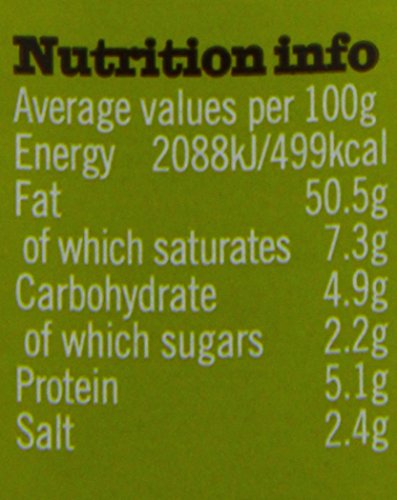 Nutrition info
Average values per 100g
Energy 2088kJ/499kcal
Fat 50.5g
of which saturates 7.3g
Carbohydrate 4.9g
of which sugars 2.2g
Protein 5.1g
Salt 2.4g